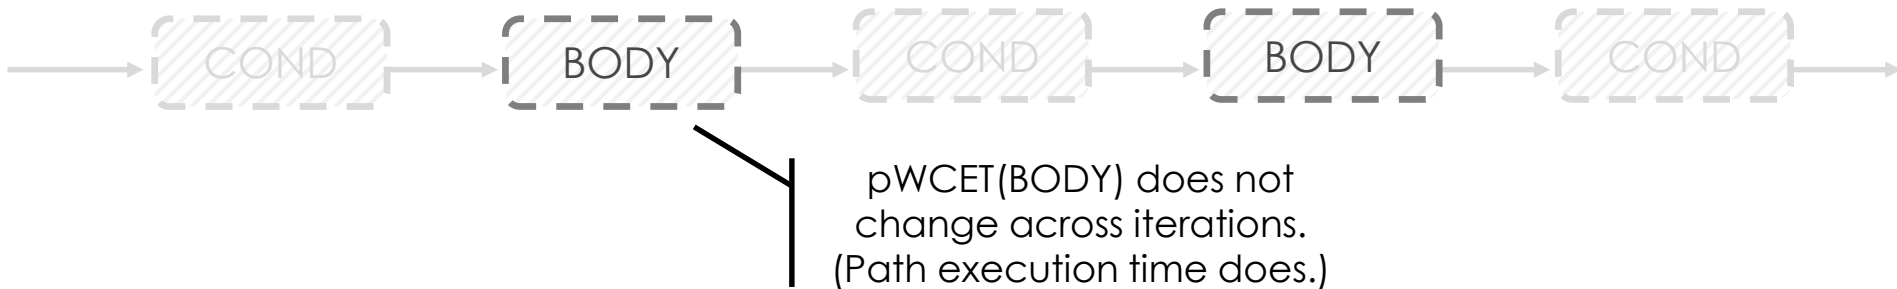 COND
BODY
COND
BODY
COND
pWCET(BODY) does not
change across iterations.
(Path execution time does.)